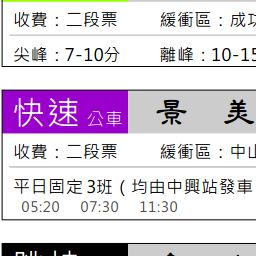 收費：二段票 緩衝區：成功
尖峰：7-10分 離峰：10-15
快速 公車 景 美
收費：二段票 緩衝區：中山
平日固定 3班（均由中興站發車
05:20 07:30 11:30